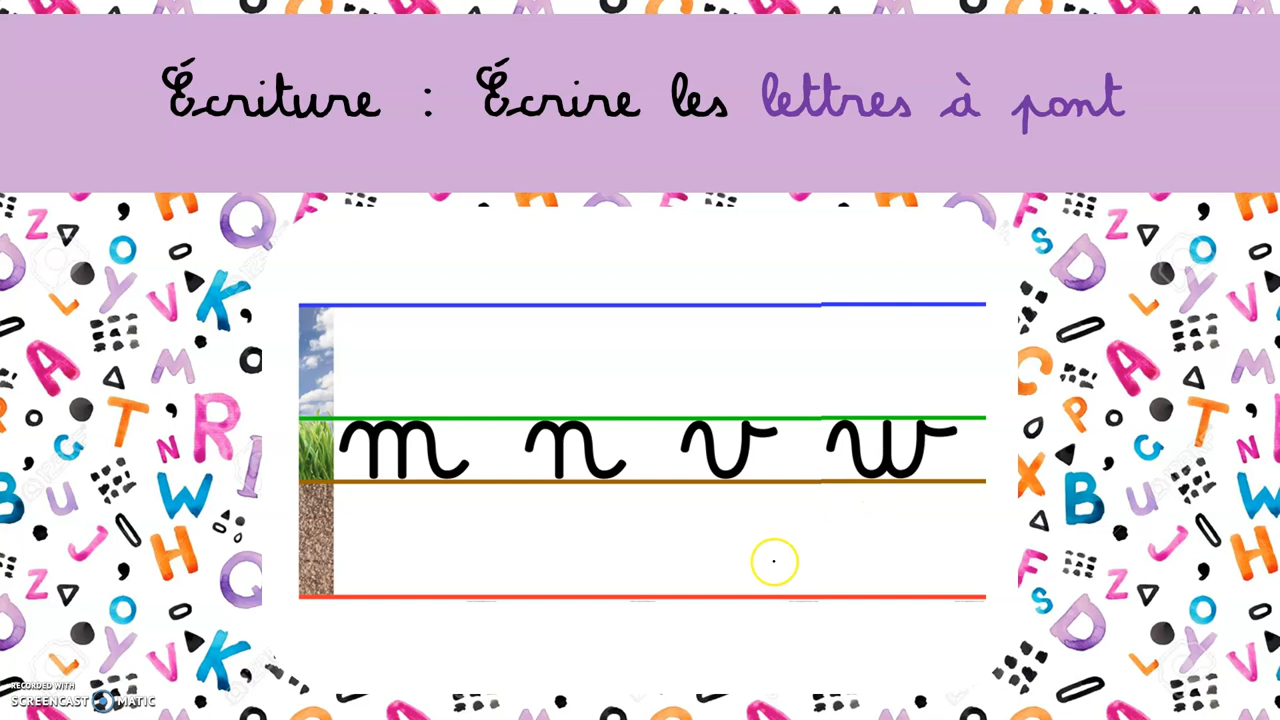 Écriture : Écrire les lettres à pont
m n v w
RECORDED WITH
SCREENCAST MATIC